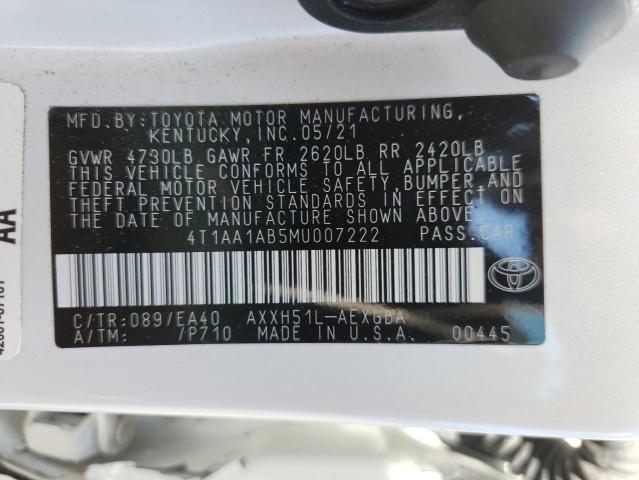 MFD. BY: TOYOTA MOTOR MANUFACTURING,
KENTUCKY, INC. 05/21
GVWR 4730LB GAWR FR 2620LB RR 2420LB
THIS VEHICLE CONFORMS TO ALL APPLICABLE
FEDERAL MOTOR VEHICLE SAFETY, BUMPER, AND
THEFT PREVENTION STANDARDS IN EFFECT ON
THE DATE OF MANUFACTURE SHOWN ABOVE.
4T1AA1AB5MU007222 PASS. CAR
C/TR: 089/EA40 AXXH51L-AEXGBA
A/TM: /P710 MADE IN U.S.A. 00445
AA